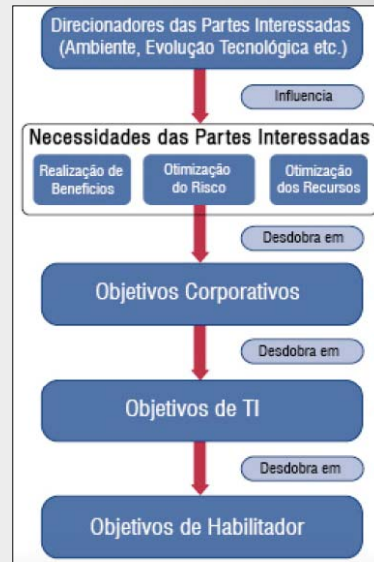 Direcionadores das Partes Interessadas
(Ambiente, Evolução Tecnológica etc.)
Influencia
Necessidades das Partes Interessadas
Realização de
Benefícios
Otimização
do Risco
Otimização
dos Recursos
Desdobra em
Objetivos Corporativos
Desdobra em
Objetivos de TI
Desdobra em
Objetivos de Habilitador